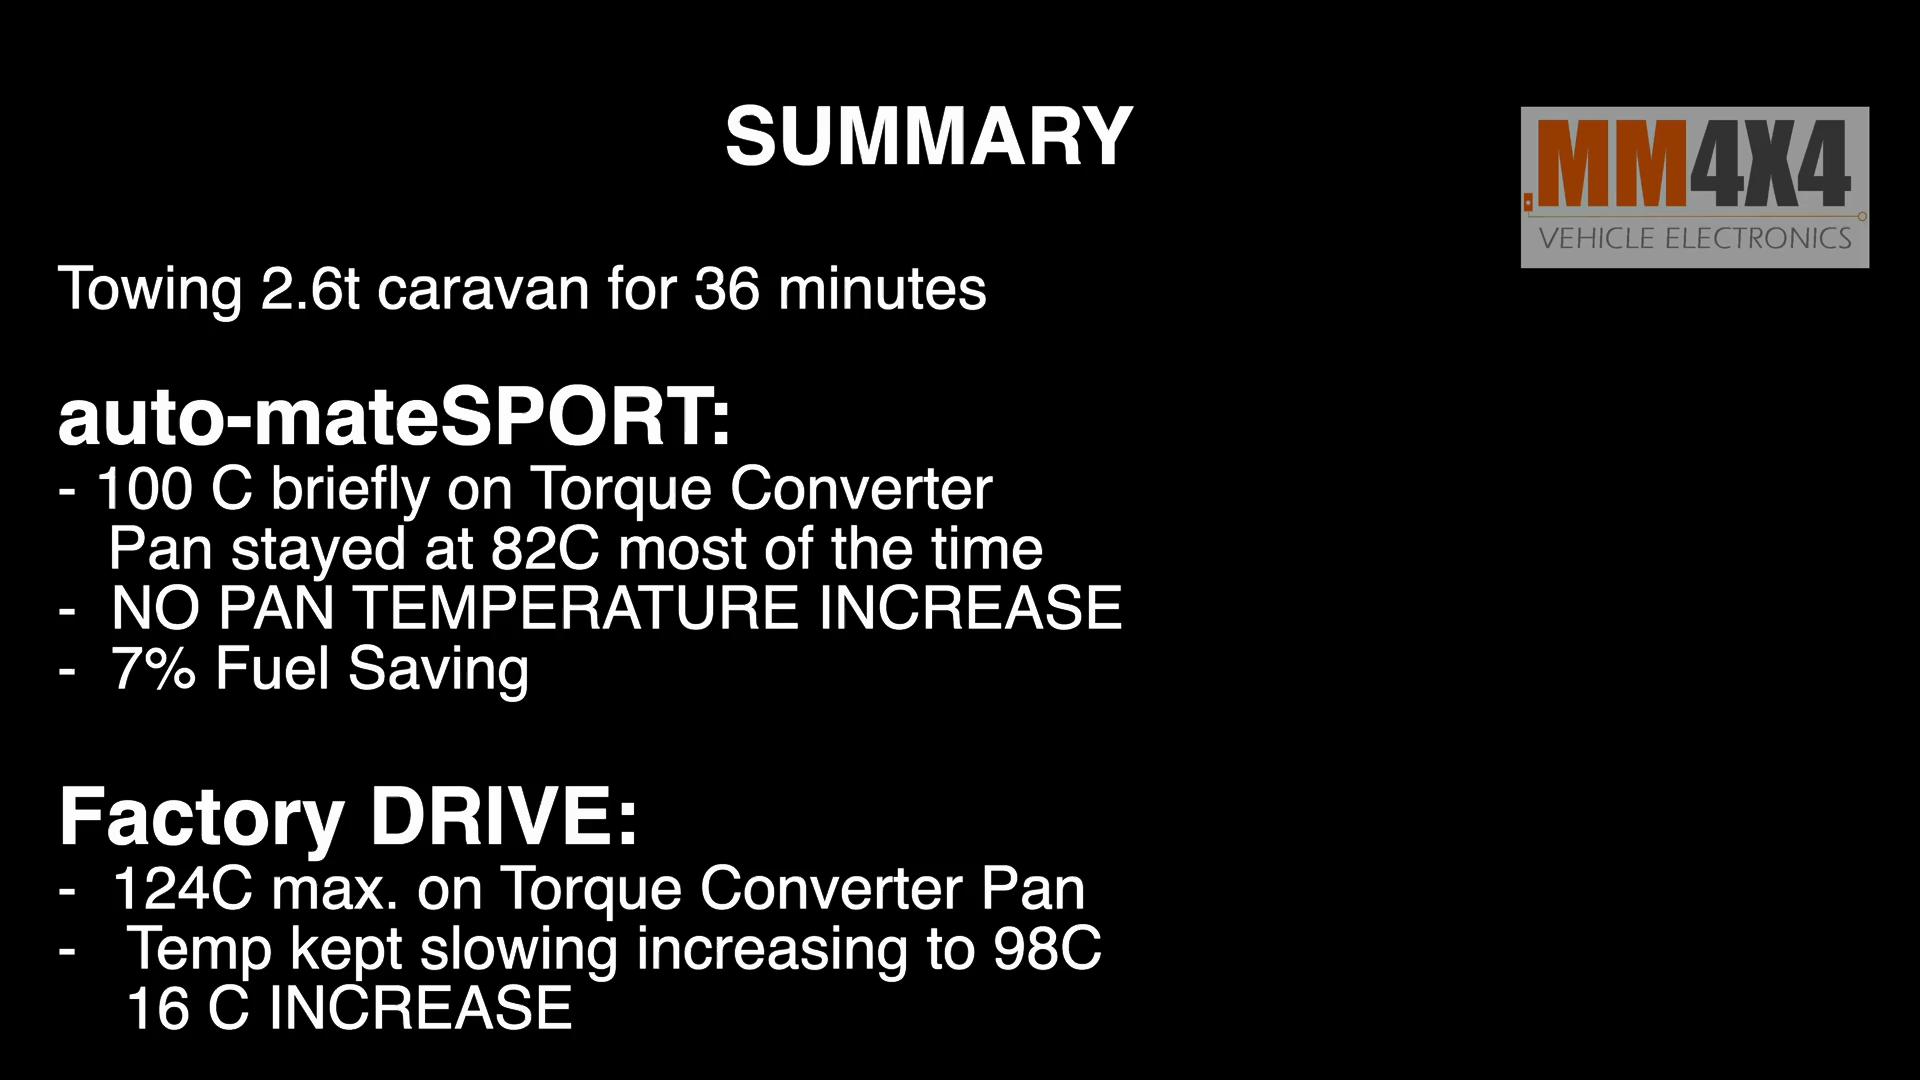 SUMMARY
MM4X4
VEHICLE ELECTRONICS
Towing 2.6t caravan for 36 minutes
auto-mateSPORT:
- 100 C briefly on Torque Converter
Pan stayed at 82C most of the time
- NO PAN TEMPERATURE INCREASE
- 7% Fuel Saving
Factory DRIVE:
- 124C max. on Torque Converter Pan
- Temp kept slowing increasing to 98C
16 C INCREASE